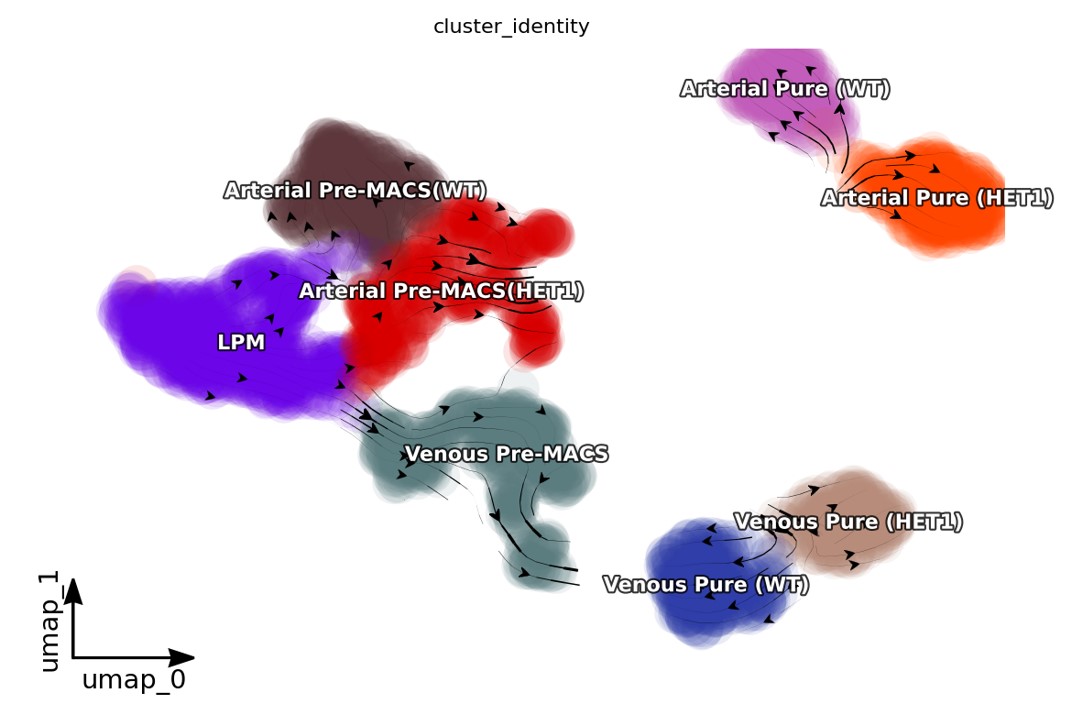 cluster_identity
Arterial Pure (WT)
Arterial Pre-MACS(WT)
Arterial Pure (HET1)
Arterial Pre-MACS(HET1)
LPM
Venous Pre-MACS
Venous Pure (HET1)
Venous Pure (WT)
umap_1
umap_0